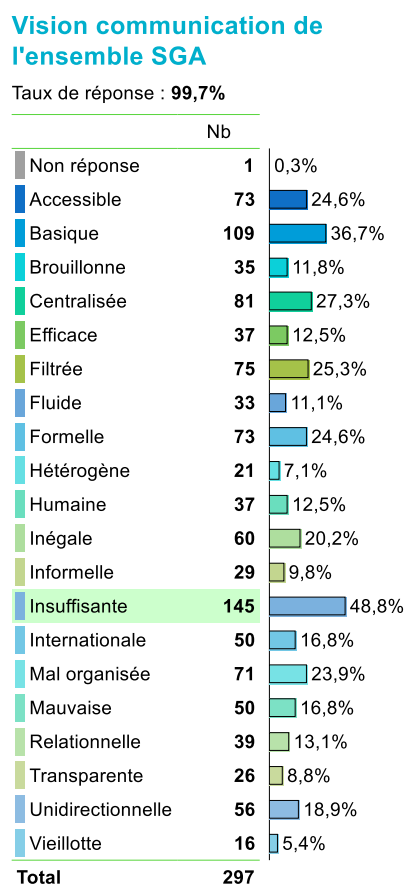 Vision communication de
l'ensemble SGA
Taux de réponse : 99,7%
Nb
Non réponse 1 0,3%
Accessible 73 24,6%
Basique 109 36,7%
Brouillonne 35 11,8%
Centralisée 81 27,3%
Efficace 37 12,5%
Filtrée 75 25,3%
Fluide 33 11,1%
Formelle 73 24,6%
Hétérogène 21 7,1%
Humaine 37 12,5%
Inégale 60 20,2%
Informelle 29 9,8%
Insuffisante 145 48,8%
Internationale 50 16,8%
Mal organisée 71 23,9%
Mauvaise 50 16,8%
Relationnelle 39 13,1%
Transparente 26 8,8%
Unidirectionnelle 56 18,9%
Vieillotte 16 5,4%
Total 297